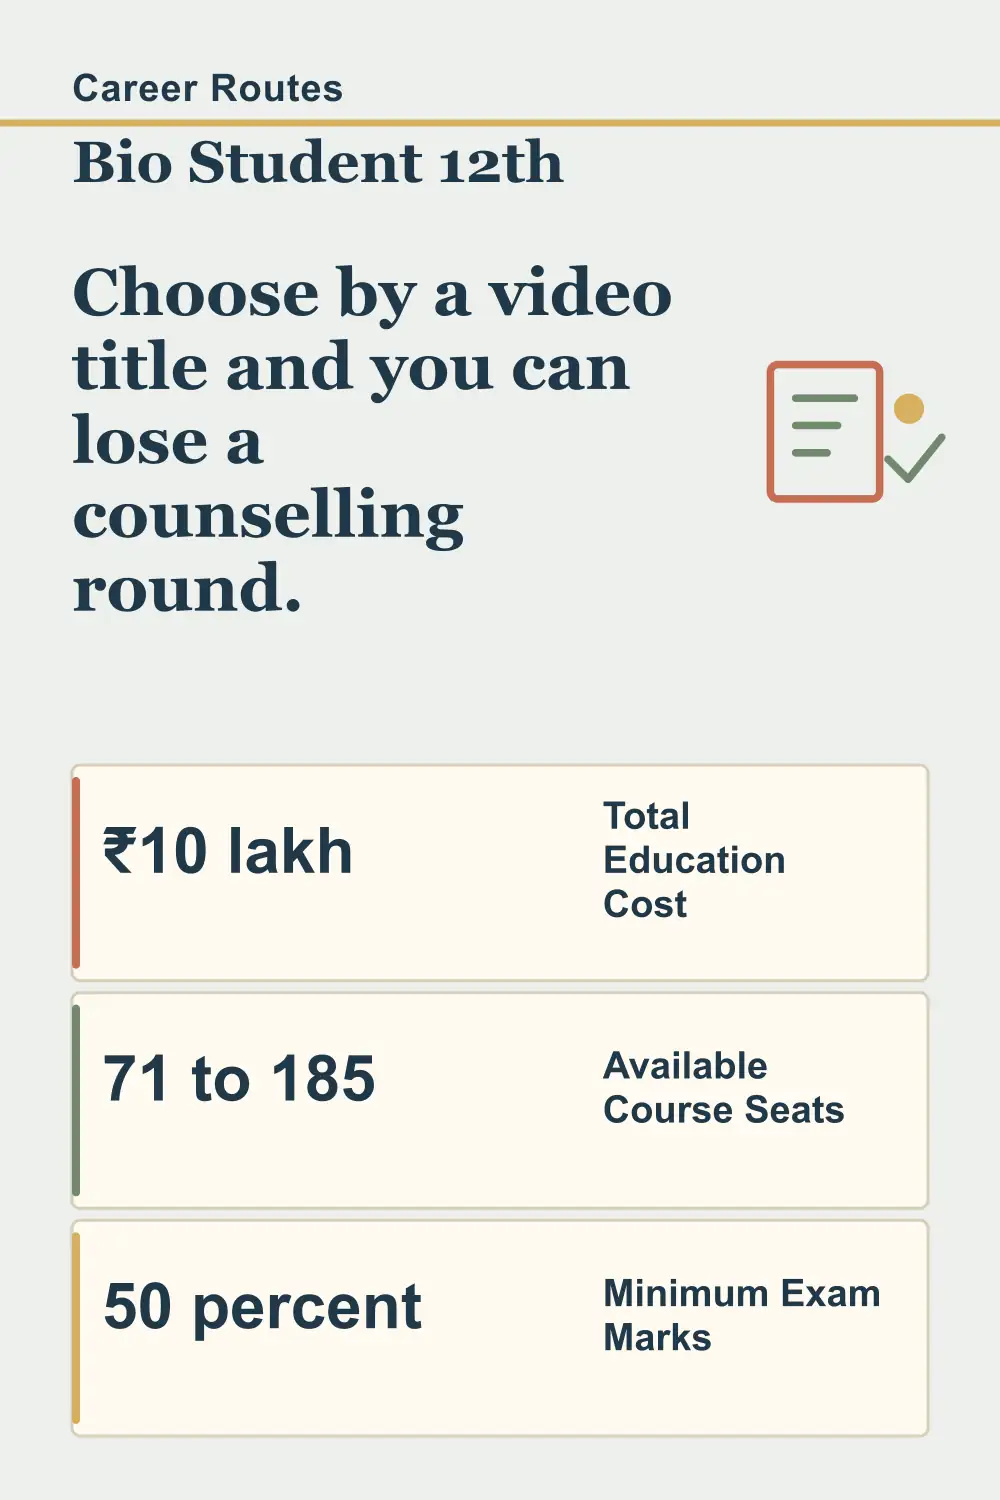 Career Routes
Bio Student 12th
Choose by a video
title and you can
lose a
counselling
round.
₹10 lakh
Total
Education
Cost
71 to 185
Available
Course Seats
50 percent
Minimum Exam
Marks